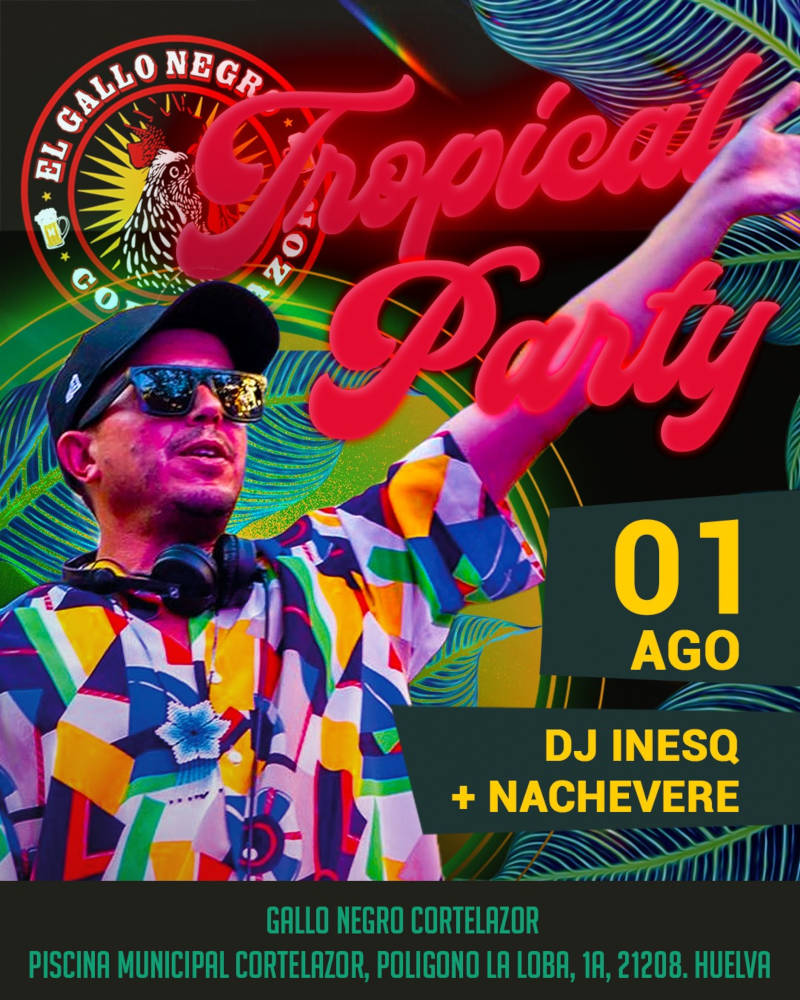 EL GALLO NEGRO
Tropical
Party
01
AGO
DJ INESQ
+ NACHEVERE
GALLO NEGRO CORTELAZOR
PISCINA MUNICIPAL CORTELAZOR, POLIGONO LA LOBA, 1A, 21208. HUELVA